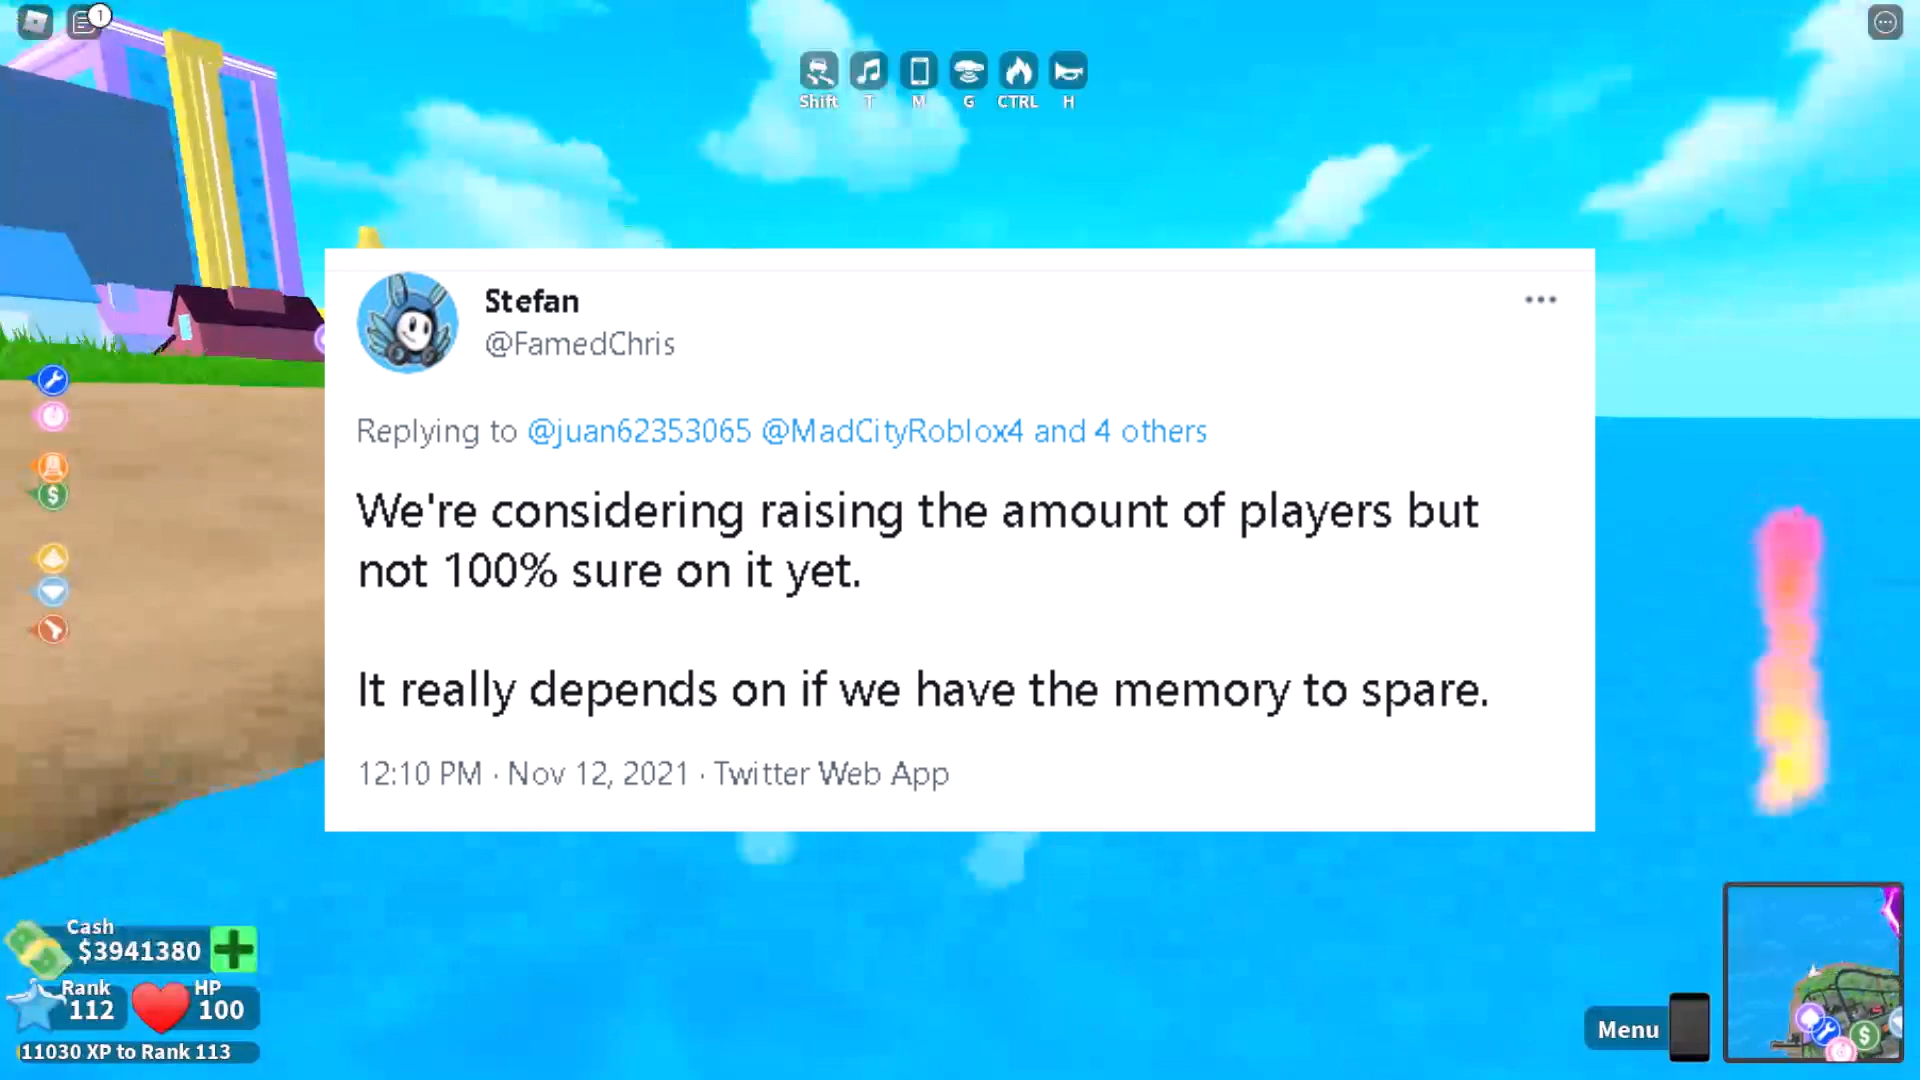 1
Shift T M G CTRL H
Stefan
@FamedChris
Replying to @juan62353065 @MadCityRoblox4 and 4 others
We're considering raising the amount of players but
not 100% sure on it yet.
It really depends on if we have the memory to spare.
12:10 PM · Nov 12, 2021 · Twitter Web App
Cash
$3941380
Rank
112
HP
100
11030 XP to Rank 113
Menu